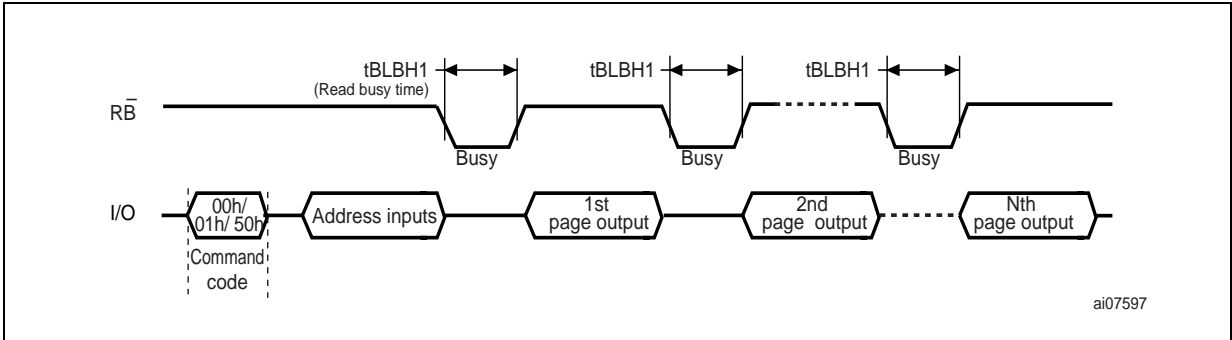 tBLBH1
(Read busy time)
tBLBH1
tBLBH1
RB̅
Busy
Busy
Busy
I/O
00h/
01h/ 50h
Address inputs
1st
page output
2nd
page output
Nth
page output
Command
code
ai07597